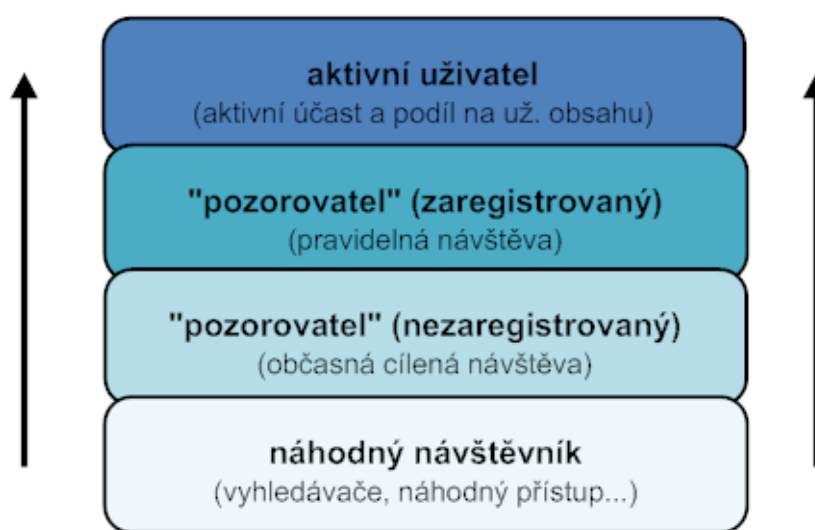 aktivní uživatel
(aktivní účast a podíl na už. obsahu)
"pozorovatel" (zaregistrovaný)
(pravidelná návštěva)
"pozorovatel" (nezaregistrovaný)
(občasná cílená návštěva)
náhodný návštěvník
(vyhledávače, náhodný přístup...)